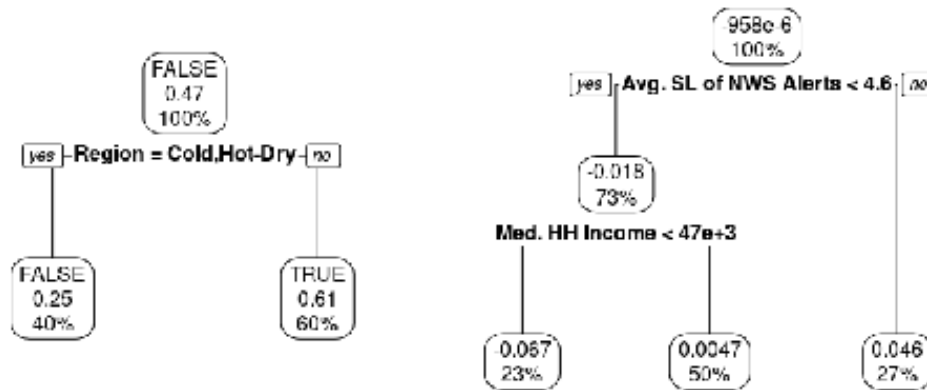 FALSE
0.47
100%
yes Region = Cold,Hot-Dry no
FALSE
0.25
40%
TRUE
0.61
60%
-958e-6
100%
yes Avg. SL of NWS Alerts < 4.6 no
-0.018
73%
Med. HH Income < 47e+3
-0.067
23%
0.0047
50%
0.046
27%